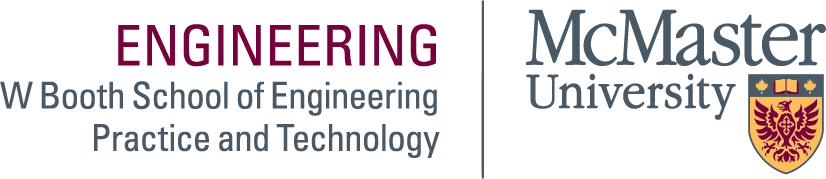 ENGINEERING
W Booth School of Engineering
Practice and Technology
McMaster
University